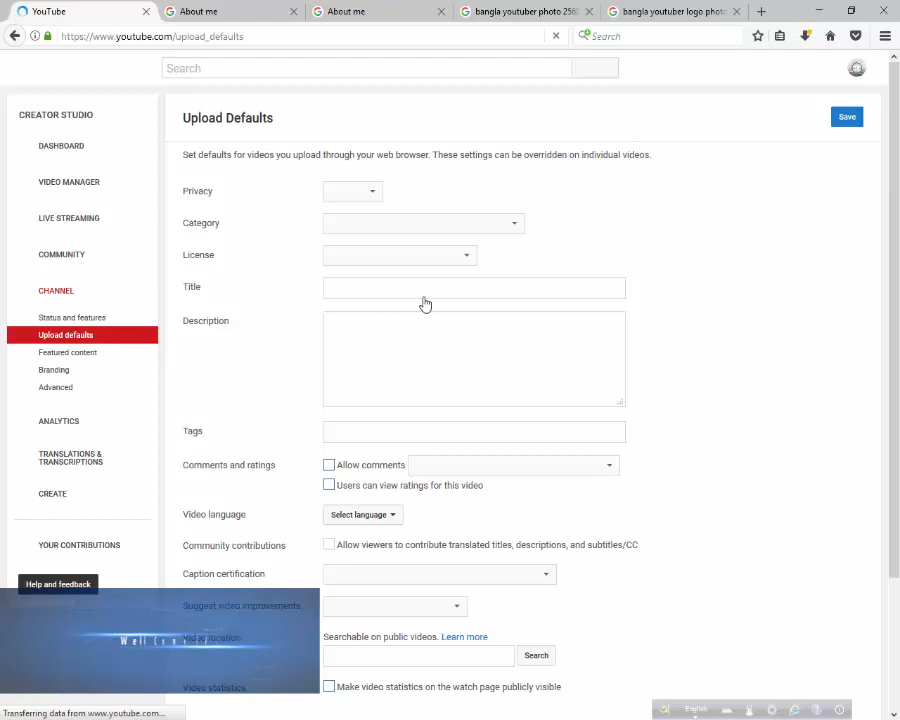 YouTube
About me
About me
bangla youtuber photo 256
bangla youtuber logo phot
https://www.youtube.com/upload_defaults
Search
Search
CREATOR STUDIO
DASHBOARD
VIDEO MANAGER
LIVE STREAMING
COMMUNITY
CHANNEL
Status and features
Upload defaults
Featured content
Branding
Advanced
ANALYTICS
TRANSLATIONS &
TRANSCRIPTIONS
CREATE
YOUR CONTRIBUTIONS
Help and feedback
Upload Defaults
Save
Set defaults for videos you upload through your web browser. These settings can be overridden on individual videos.
Privacy
Category
License
Title
Description
Tags
Comments and ratings
Allow comments
Users can view ratings for this video
Video language
Select language
Community contributions
Allow viewers to contribute translated titles, descriptions, and subtitles/CC
Caption certification
Suggest video improvements
Video location
Searchable on public videos. Learn more
Search
Video statistics
Make video statistics on the watch page publicly visible
Transferring data from www.youtube.com...
English